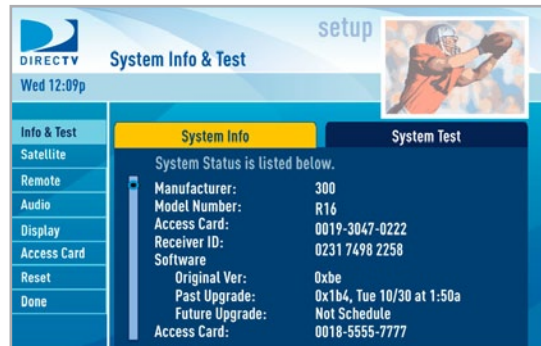 setup
DIRECTV
System Info & Test
Wed 12:09p
Info & Test
Satellite
Remote
Audio
Display
Access Card
Reset
Done
System Info
System Test
System Status is listed below.
Manufacturer: 300
Model Number: R16
Access Card: 0019-3047-0222
Receiver ID: 0231 7498 2258
Software
Original Ver: 0xbe
Past Upgrade: 0x1b4, Tue 10/30 at 1:50a
Future Upgrade: Not Schedule
Access Card: 0018-5555-7777